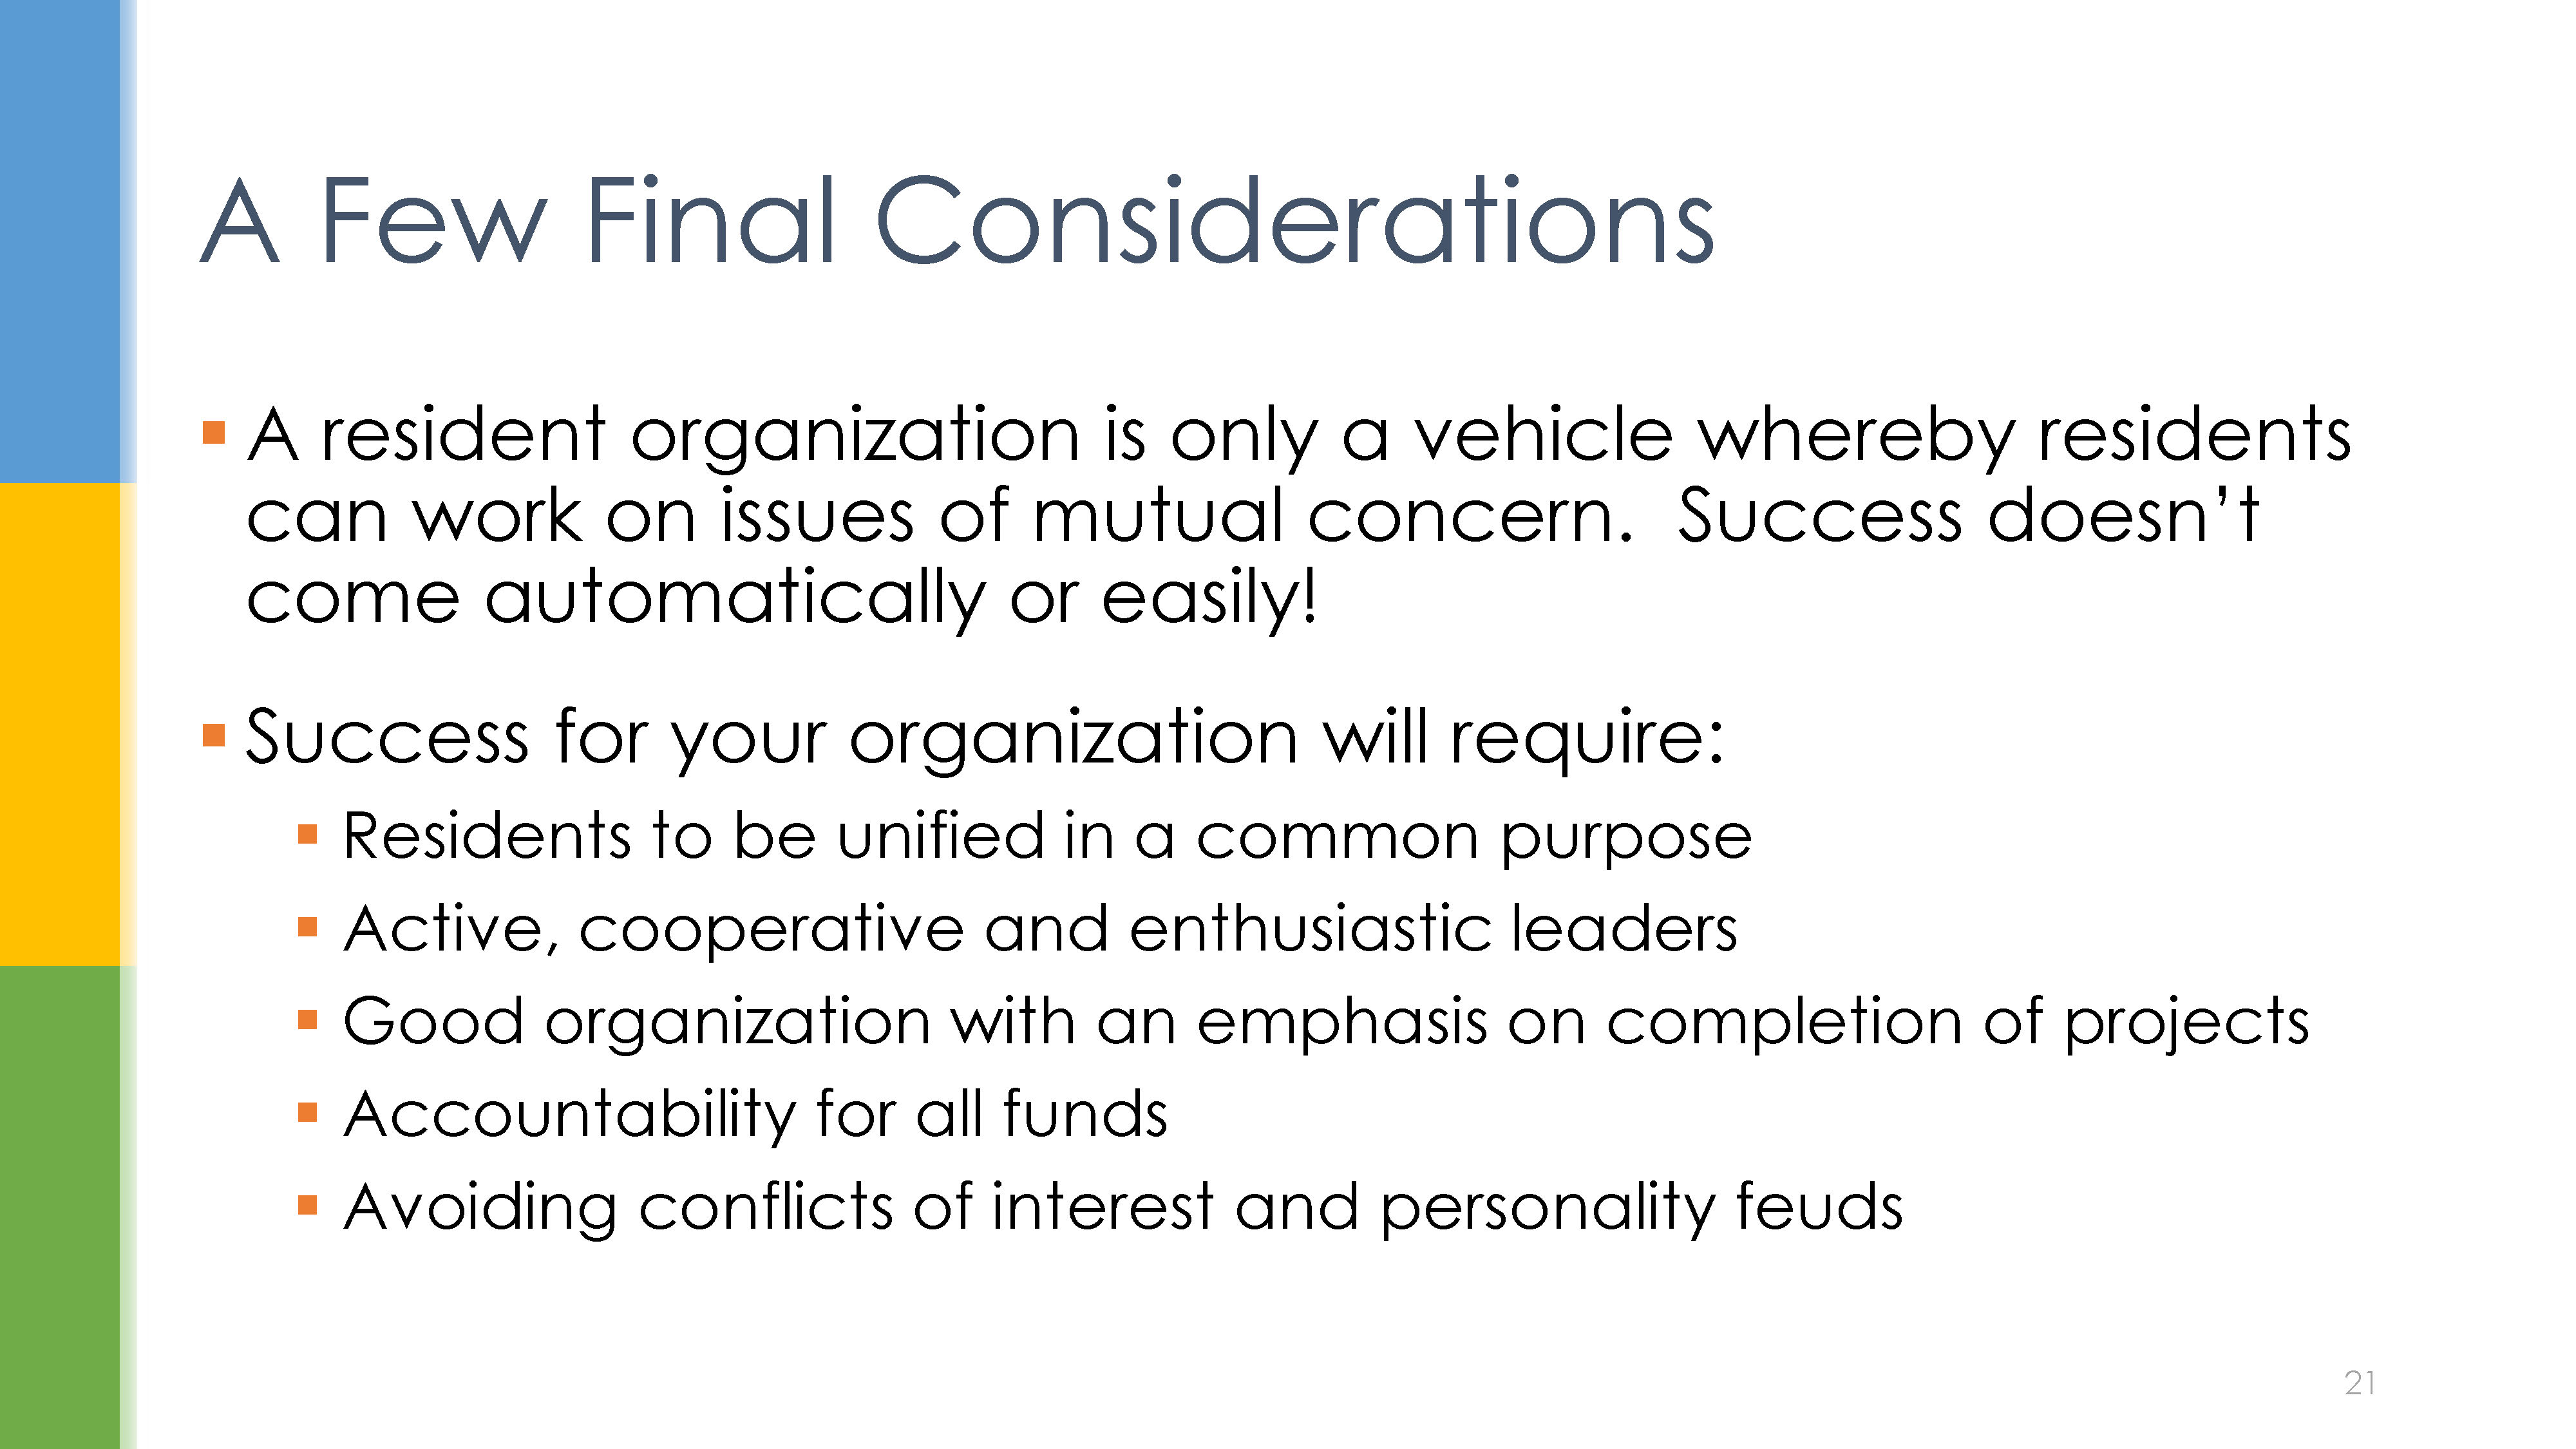 A Few Final Considerations
▪ A resident organization is only a vehicle whereby residents
can work on issues of mutual concern.  Success doesn’t
come automatically or easily!
▪ Success for your organization will require:
▪ Residents to be unified in a common purpose
▪ Active, cooperative and enthusiastic leaders
▪ Good organization with an emphasis on completion of projects
▪ Accountability for all funds
▪ Avoiding conflicts of interest and personality feuds
21